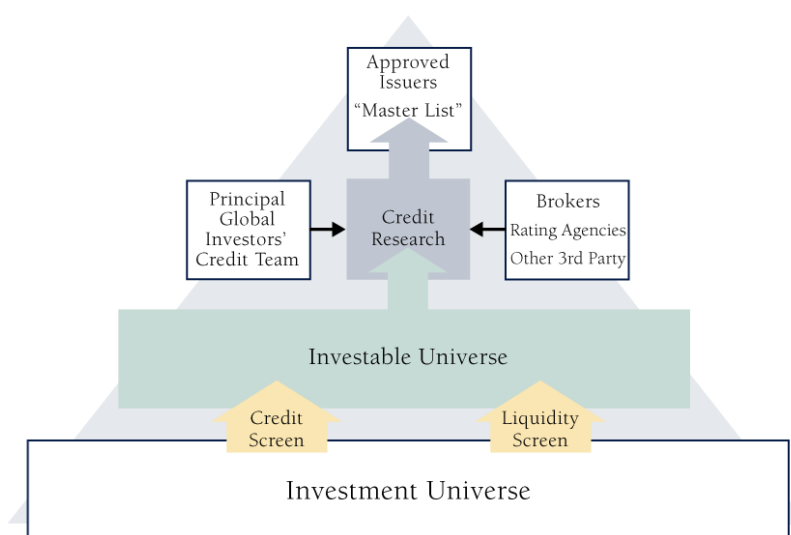 Approved
Issuers
“Master List”
Principal
Global
Investors’
Credit Team
Credit
Research
Brokers
Rating Agencies
Other 3rd Party
Investable Universe
Credit
Screen
Liquidity
Screen
Investment Universe